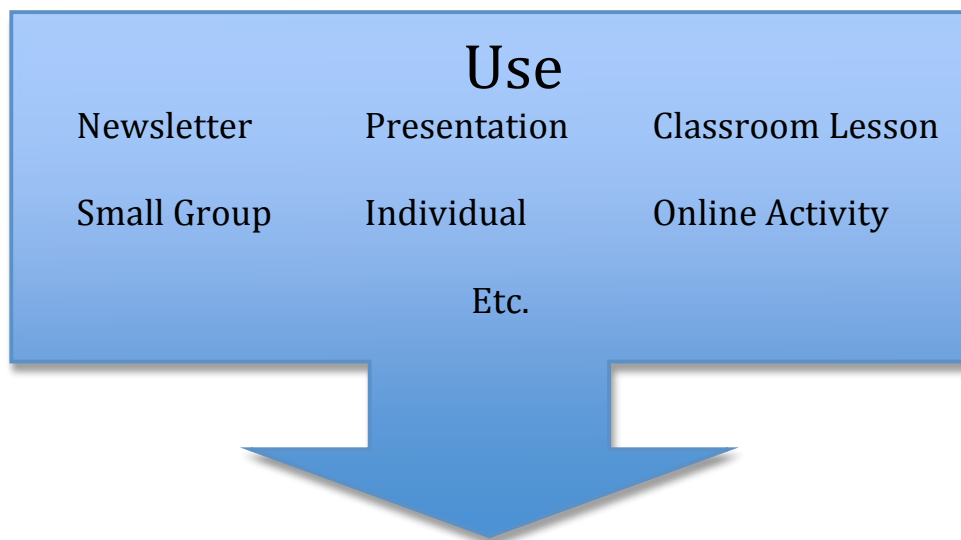 Use
Newsletter Presentation Classroom Lesson
Small Group Individual Online Activity
Etc.